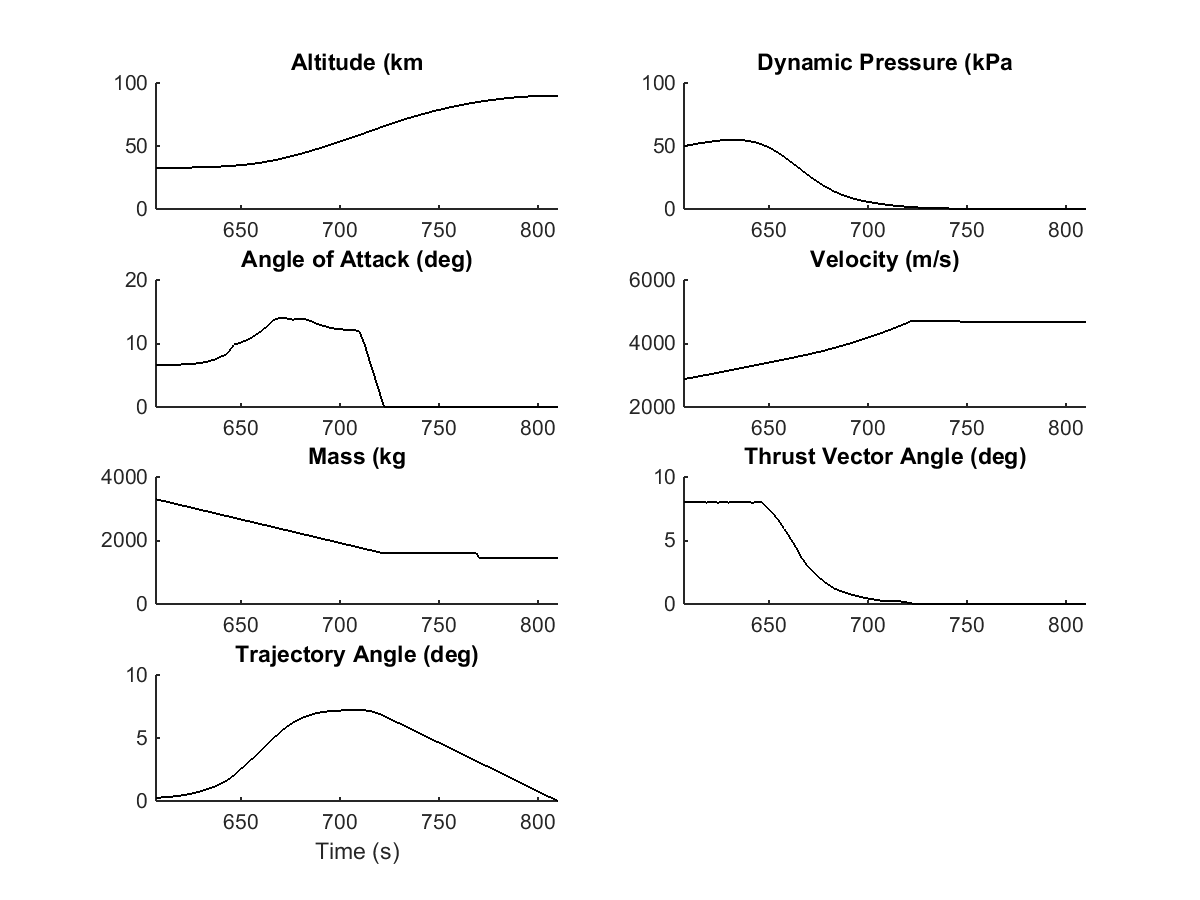 Altitude (km
100
50
0
650 700 750 800
Dynamic Pressure (kPa
100
50
0
650 700 750 800
Angle of Attack (deg)
20
10
0
650 700 750 800
Velocity (m/s)
6000
4000
2000
650 700 750 800
Mass (kg
4000
2000
0
650 700 750 800
Thrust Vector Angle (deg)
10
5
0
650 700 750 800
Trajectory Angle (deg)
10
5
0
650 700 750 800
Time (s)